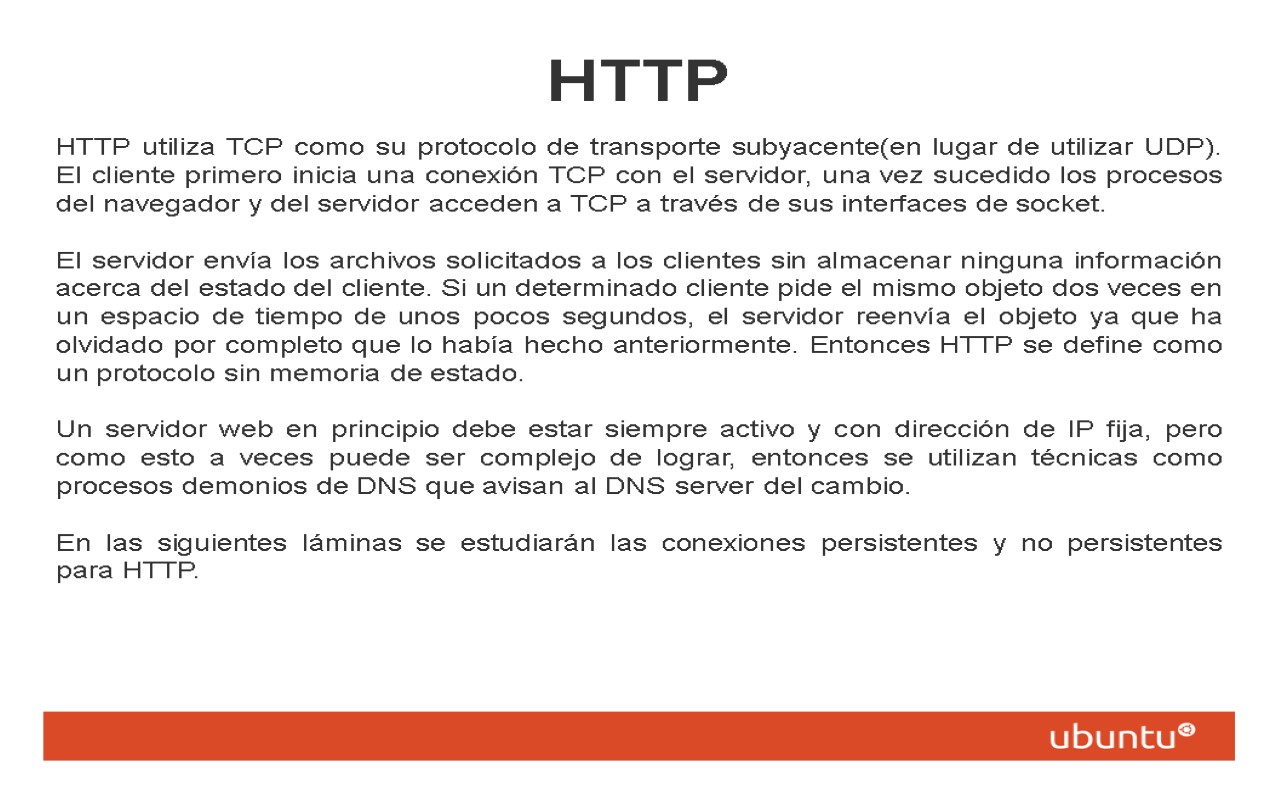 HTTP
HTTP utiliza TCP como su protocolo de transporte subyacente(en lugar de utilizar UDP).
El cliente primero inicia una conexión TCP con el servidor, una vez sucedido los procesos
del navegador y del servidor acceden a TCP a través de sus interfaces de socket.
El servidor envía los archivos solicitados a los clientes sin almacenar ninguna información
acerca del estado del cliente. Si un determinado cliente pide el mismo objeto dos veces en
un espacio de tiempo de unos pocos segundos, el servidor reenvía el objeto ya que ha
olvidado por completo que lo había hecho anteriormente. Entonces HTTP se define como
un protocolo sin memoria de estado.
Un servidor web en principio debe estar siempre activo y con dirección de IP fija, pero
como esto a veces puede ser complejo de lograr, entonces se utilizan técnicas como
procesos demonios de DNS que avisan al DNS server del cambio.
En las siguientes láminas se estudiarán las conexiones persistentes y no persistentes
para HTTP.
ubuntu